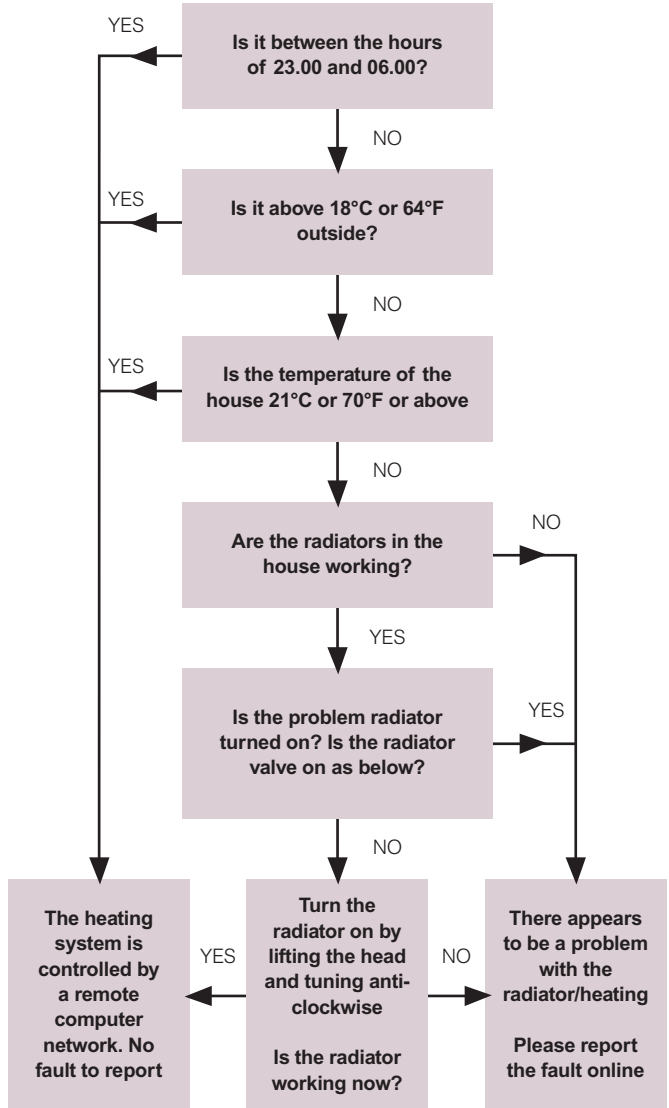 YES
Is it between the hours
of 23.00 and 06.00?
NO
YES
Is it above 18°C or 64°F
outside?
NO
YES
Is the temperature of the
house 21°C or 70°F or above
NO
Are the radiators in the
house working?
NO
YES
Is the problem radiator
turned on? Is the radiator
valve on as below?
YES
NO
The heating
system is
controlled by
a remote
computer
network. No
fault to report
YES
Turn the
radiator on by
lifting the head
and tuning anti-
clockwise
Is the radiator
working now?
NO
There appears
to be a problem
with the
radiator/heating
Please report
the fault online